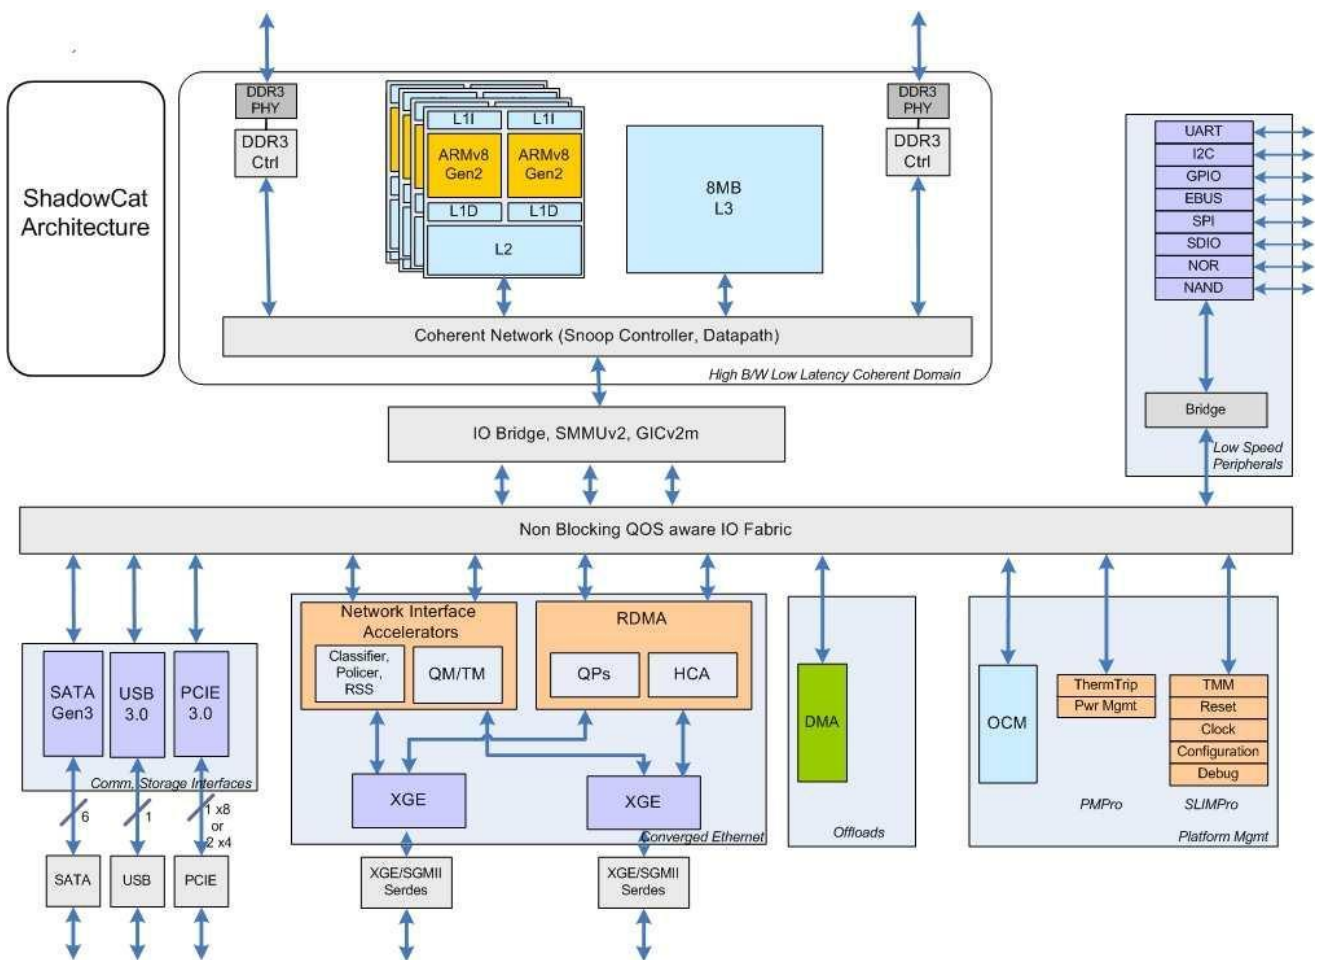 ShadowCat
Architecture
DDR3
PHY
DDR3
Ctrl
L1I
L1I
ARMv8
Gen2
ARMv8
Gen2
L1D
L1D
L2
8MB
L3
DDR3
PHY
DDR3
Ctrl
Coherent Network (Snoop Controller, Datapath)
High B/W Low Latency Coherent Domain
UART
I2C
GPIO
EBUS
SPI
SDIO
NOR
NAND
Bridge
Low Speed
Peripherals
IO Bridge, SMMUv2, GICv2m
Non Blocking QOS aware IO Fabric
SATA
Gen3
USB
3.0
PCIE
3.0
Comm, Storage Interfaces
6
1
1 x8
or
2 x4
SATA
USB
PCIE
Network Interface
Accelerators
Classifier,
Policer,
RSS
QM/TM
RDMA
QPs
HCA
XGE
XGE
Converged Ethernet
XGE/SGMII
Serdes
XGE/SGMII
Serdes
DMA
Offloads
OCM
ThermTrip
Pwr Mgmt
PMPro
TMM
Reset
Clock
Configuration
Debug
SLIMPro
Platform Mgmt